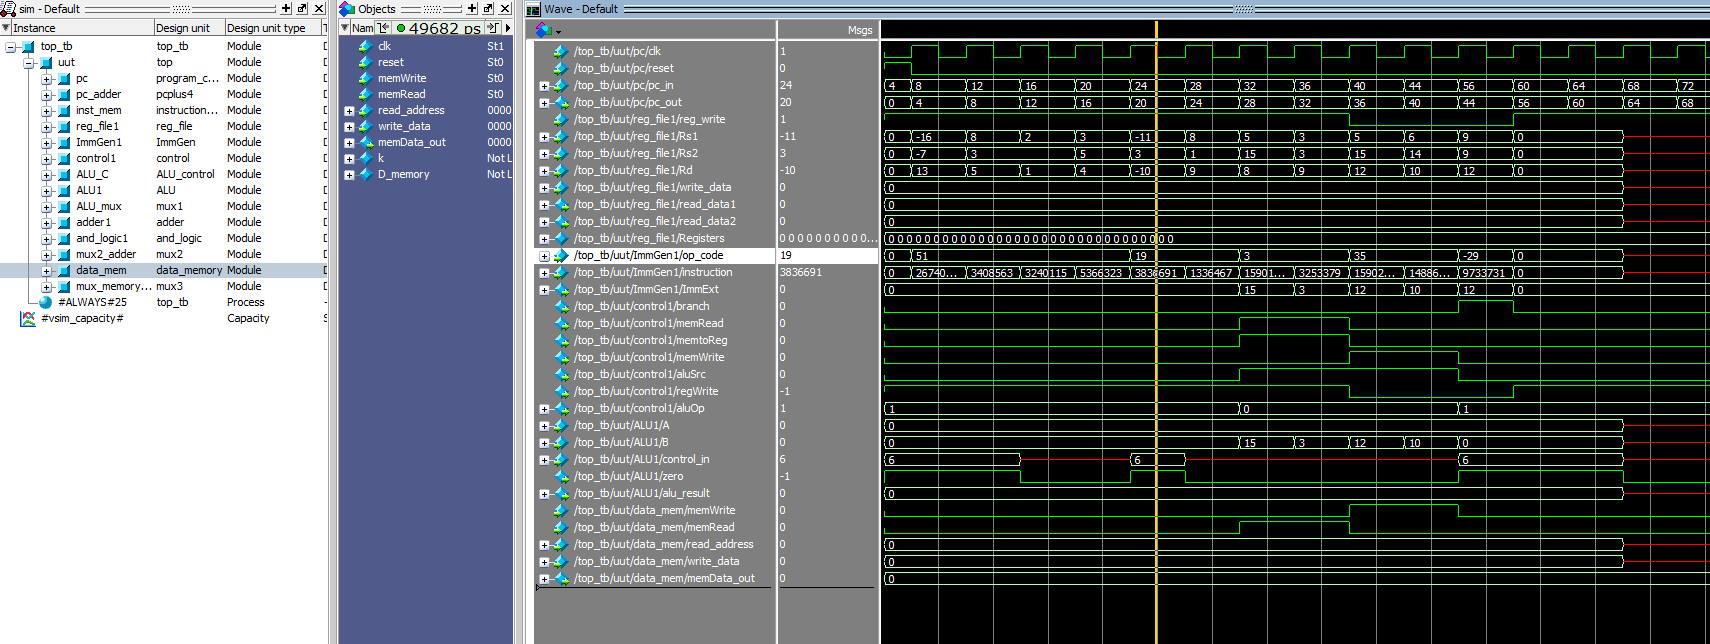 sim - Default
Instance Design unit Design unit type
top_tb top_tb Module
uut top Module
pc program_c... Module
pc_adder pcplus4 Module
inst_mem instruction... Module
reg_file1 reg_file Module
ImmGen1 ImmGen Module
control1 control Module
ALU_C ALU_control Module
ALU1 ALU Module
ALU_mux mux1 Module
adder1 adder Module
and_logic1 and_logic Module
mux2_adder mux2 Module
data_mem data_memory Module
mux_memory... mux3 Module
#ALWAYS#25 top_tb Process
#vsim_capacity# Capacity
Objects
Nam 49682 ps
clk St1
reset St0
memWrite St0
memRead St0
read_address 0000
write_data 0000
memData_out 0000
k Not L
D_memory Not L
Wave - Default
Msgs
/top_tb/uut/pc/clk 1
/top_tb/uut/pc/reset 0
/top_tb/uut/pc/pc_in 24 4 8 12 16 20 24 28 32 36 40 44 56 60 64 68 72
/top_tb/uut/pc/pc_out 20 0 4 8 12 16 20 24 28 32 36 40 44 56 60 64 68
/top_tb/uut/reg_file1/reg_write 1
/top_tb/uut/reg_file1/Rs1 -11 0 -16 8 2 3 -11 8 5 3 5 6 9 0
/top_tb/uut/reg_file1/Rs2 3 0 -7 3 5 3 1 15 3 15 14 9 0
/top_tb/uut/reg_file1/Rd -10 0 13 5 1 4 -10 9 8 9 12 10 12 0
/top_tb/uut/reg_file1/write_data 0 0
/top_tb/uut/reg_file1/read_data1 0 0
/top_tb/uut/reg_file1/read_data2 0 0
/top_tb/uut/reg_file1/Registers 0 0 0 0 0 0 0 0 0 0 0... 0 0 0 0 0 0 0 0 0 0 0 0 0 0 0 0 0 0 0 0 0 0 0 0 0 0 0 0 0 0 0 0
/top_tb/uut/ImmGen1/op_code 19 0 51 19 3 35 -29 0
/top_tb/uut/ImmGen1/instruction 3836691 0 26740... 3408563 3240115 5366323 3836691 1336467 15901... 3253379 15902... 14886... 9733731 0
/top_tb/uut/ImmGen1/ImmExt 0 0 15 3 12 10 12 0
/top_tb/uut/control1/branch 0
/top_tb/uut/control1/memRead 0
/top_tb/uut/control1/memtoReg 0
/top_tb/uut/control1/memWrite 0
/top_tb/uut/control1/aluSrc 0
/top_tb/uut/control1/regWrite -1
/top_tb/uut/control1/aluOp 1 1 0 1
/top_tb/uut/ALU1/A 0 0
/top_tb/uut/ALU1/B 0 0 15 3 12 10 0
/top_tb/uut/ALU1/control_in 6 6 6 6
/top_tb/uut/ALU1/zero -1
/top_tb/uut/ALU1/alu_result 0 0
/top_tb/uut/data_mem/memWrite 0
/top_tb/uut/data_mem/memRead 0
/top_tb/uut/data_mem/read_address 0 0
/top_tb/uut/data_mem/write_data 0 0
/top_tb/uut/data_mem/memData_out 0 0